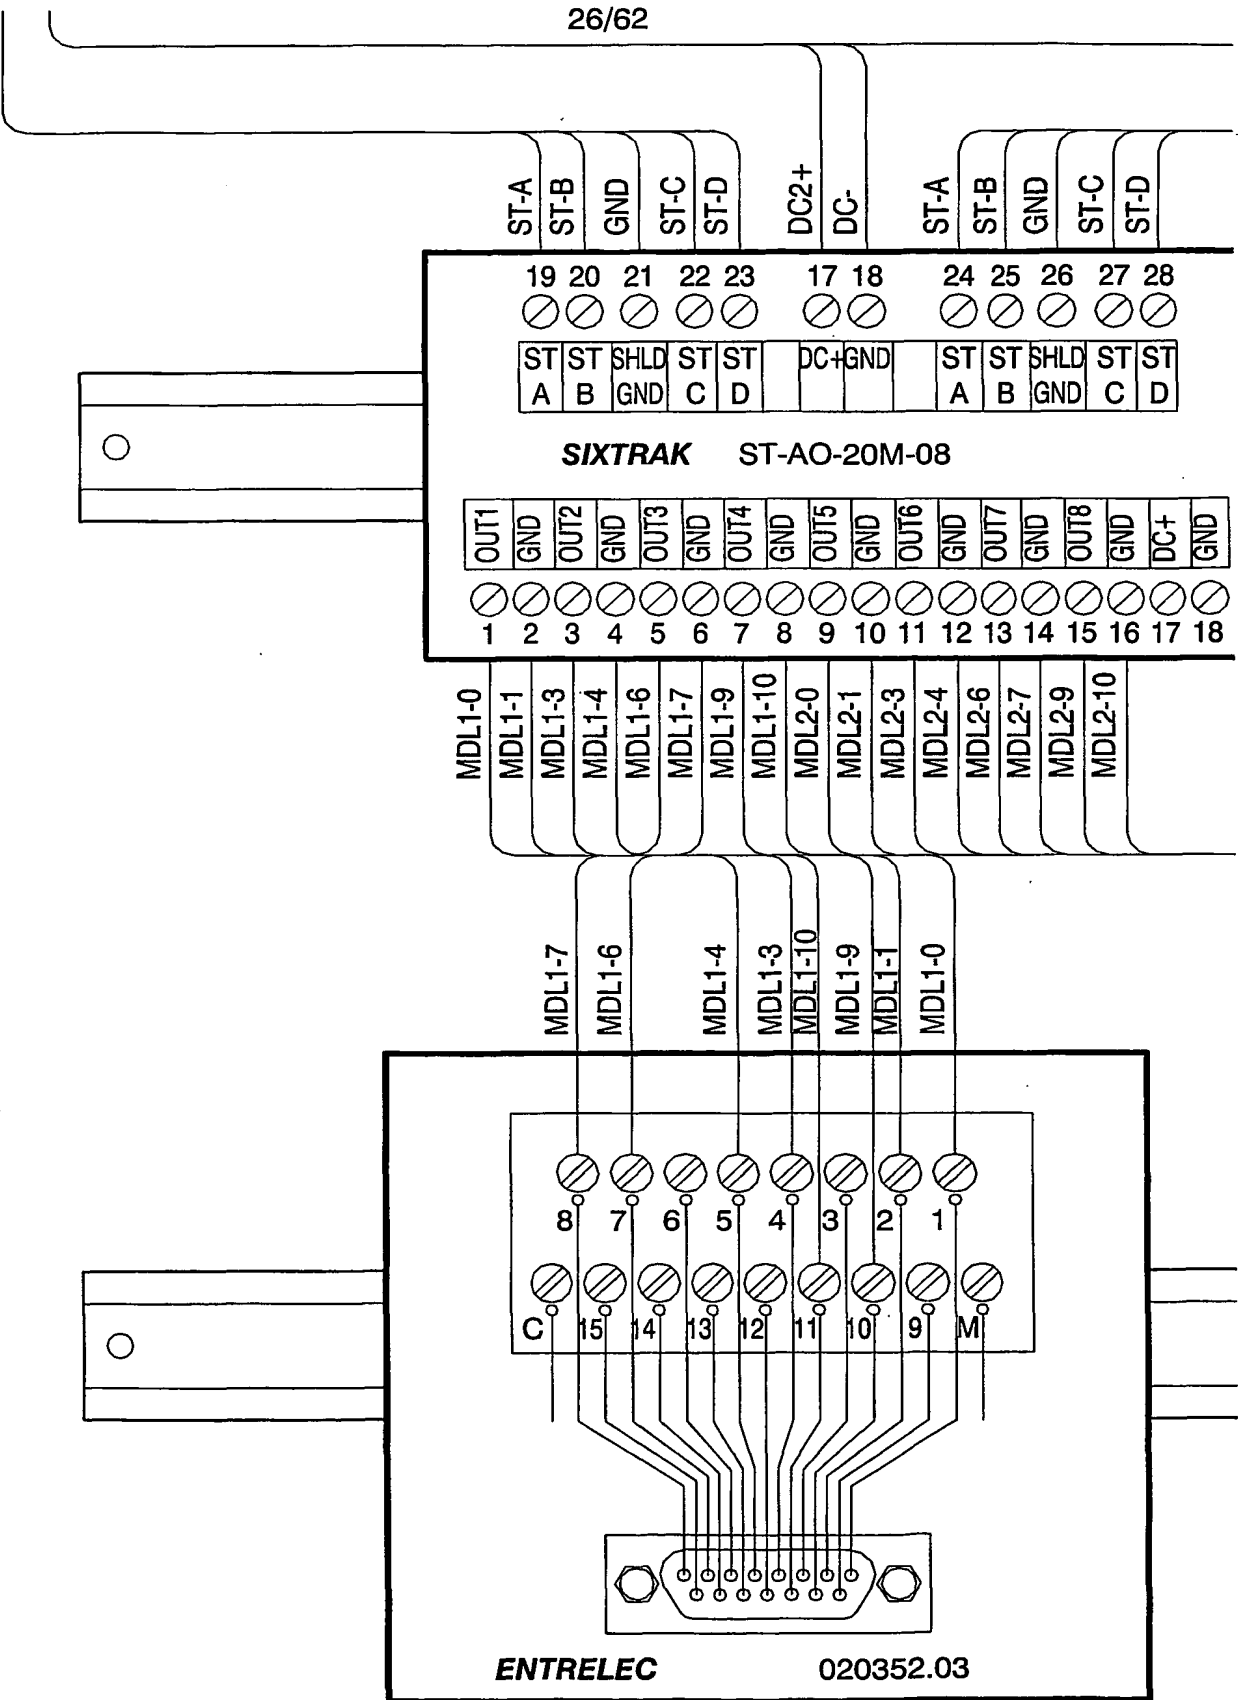 26/62
ST-A ST-B GND ST-C ST-D DC2+ DC- ST-A ST-B GND ST-C ST-D
19 20 21 22 23 17 18 24 25 26 27 28
ST ST SHLD ST ST DC+ GND ST ST SHLD ST ST
A B GND C D A B GND C D
SIXTRAK ST-AO-20M-08
OUT1 GND OUT2 GND OUT3 GND OUT4 GND OUT5 GND OUT6 GND OUT7 GND OUT8 GND DC+ GND
1 2 3 4 5 6 7 8 9 10 11 12 13 14 15 16 17 18
MDL1-0 MDL1-1 MDL1-3 MDL1-4 MDL1-6 MDL1-7 MDL1-9 MDL1-10 MDL2-0 MDL2-1 MDL2-3 MDL2-4 MDL2-6 MDL2-7 MDL2-9 MDL2-10
MDL1-7 MDL1-6 MDL1-4 MDL1-3 MDL1-10 MDL1-9 MDL1-1 MDL1-0
8 7 6 5 4 3 2 1
C 15 14 13 12 11 10 9 M
ENTRELEC 020352.03